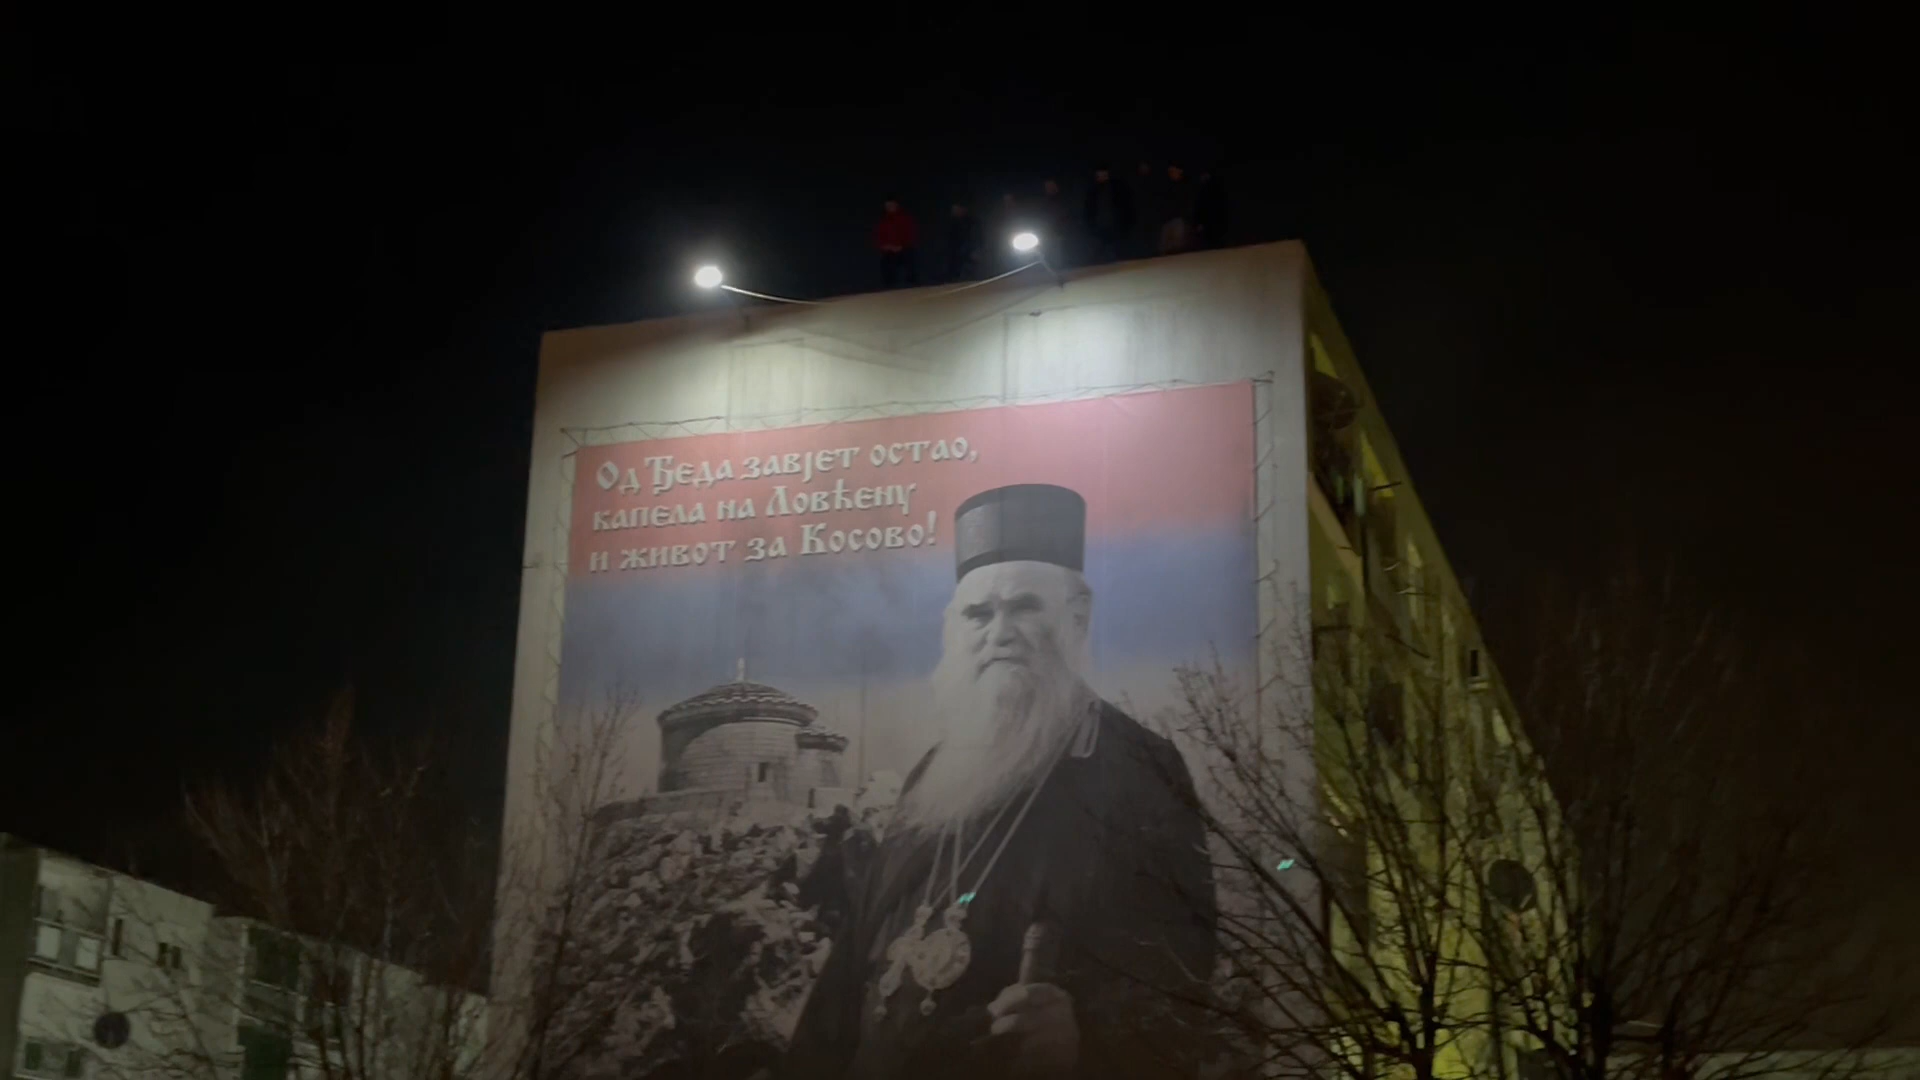 Од Ђеда завјет остао,
капела на Ловћену
и живот за Косово!